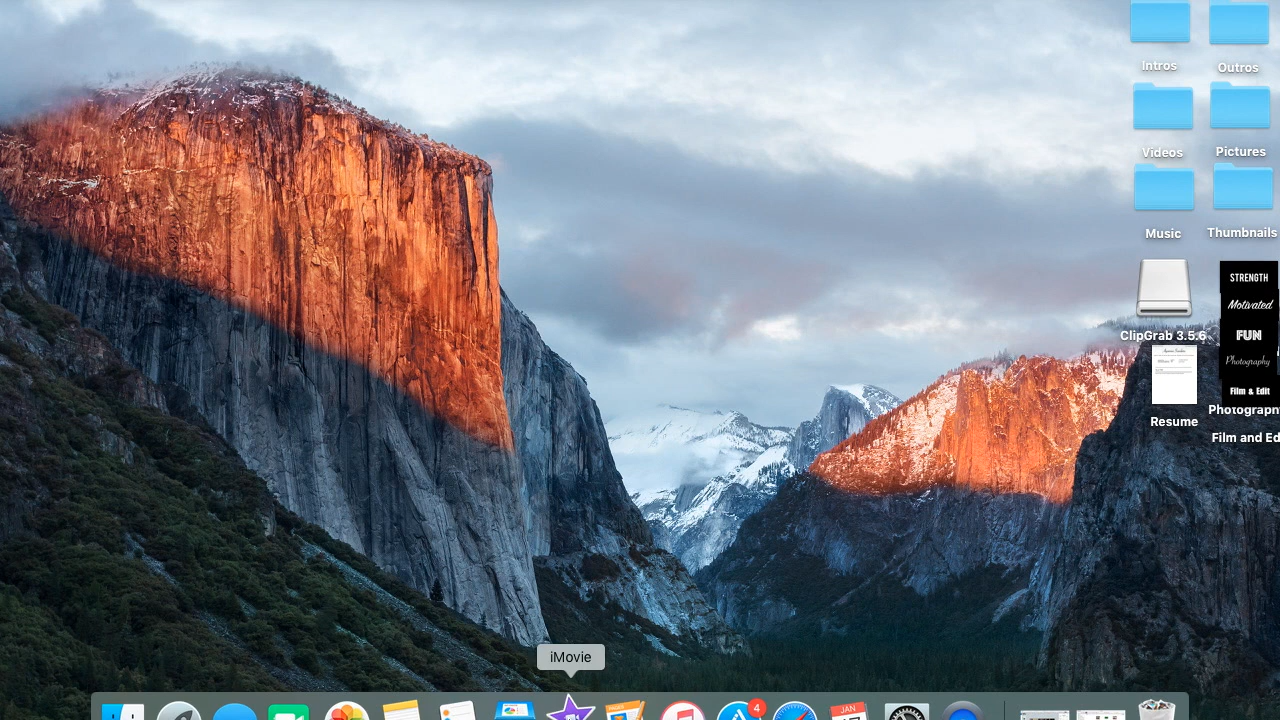 Intros
Outros
Videos
Pictures
Music
Thumbnails
STRENGTH
Motivated
FUN
Photography
Film & Edit
ClipGrab 3.5.6
Resume
Film and Ed
iMovie
4
JAN